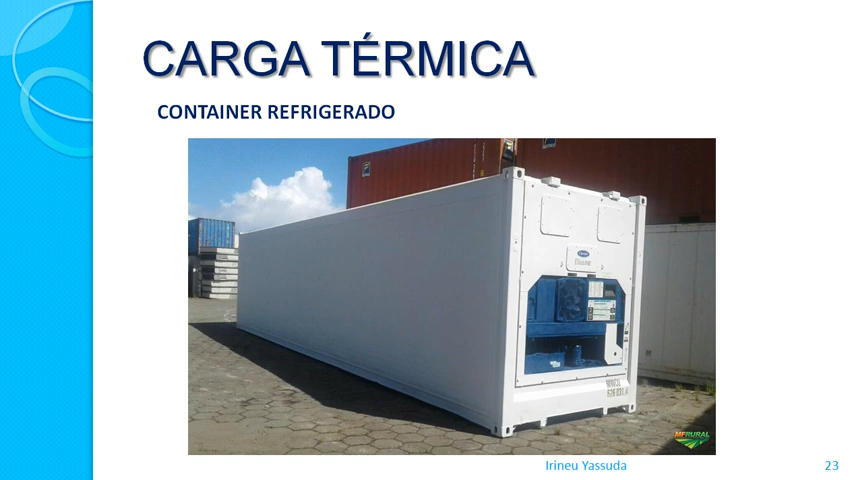 CARGA TÉRMICA
CONTAINER REFRIGERADO
MFRURAL
Irineu Yassuda
23